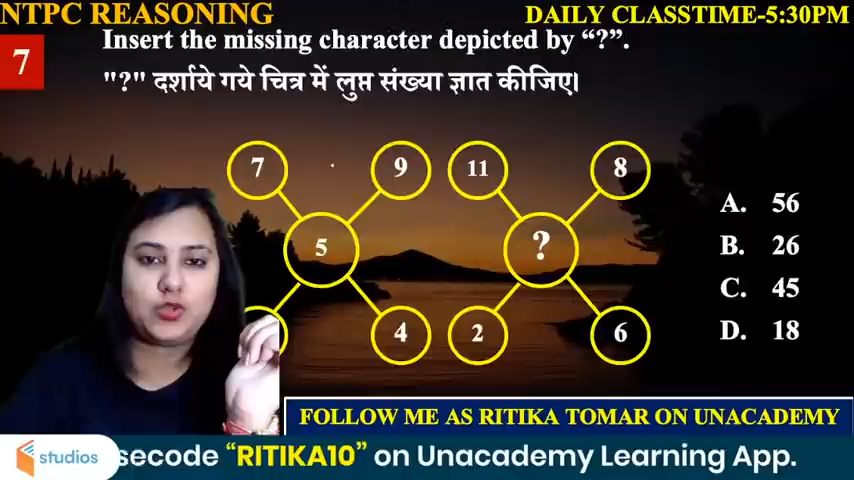 NTPC REASONING
DAILY CLASSTIME-5:30PM
7
Insert the missing character depicted by “?”.
"?" दर्शाये गये चित्र में लुप्त संख्या ज्ञात कीजिए।
7 9 11 8
5 ?
4 2 6
A. 56
B. 26
C. 45
D. 18
FOLLOW ME AS RITIKA TOMAR ON UNACADEMY
studios
secode “RITIKA10” on Unacademy Learning App.